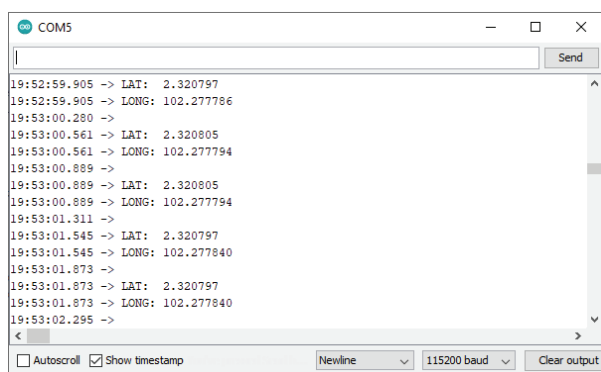 COM5
Send
19:52:59.905 -> LAT:  2.320797
19:52:59.905 -> LONG: 102.277786
19:53:00.280 ->
19:53:00.561 -> LAT:  2.320805
19:53:00.561 -> LONG: 102.277794
19:53:00.889 ->
19:53:00.889 -> LAT:  2.320805
19:53:00.889 -> LONG: 102.277794
19:53:01.311 ->
19:53:01.545 -> LAT:  2.320797
19:53:01.545 -> LONG: 102.277840
19:53:01.873 ->
19:53:01.873 -> LAT:  2.320797
19:53:01.873 -> LONG: 102.277840
19:53:02.295 ->
Autoscroll Show timestamp Newline 115200 baud Clear output